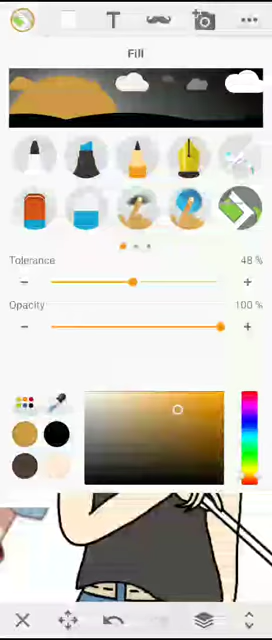 T
Fill
Tolerance 48 %
− +
Opacity 100 %
− +